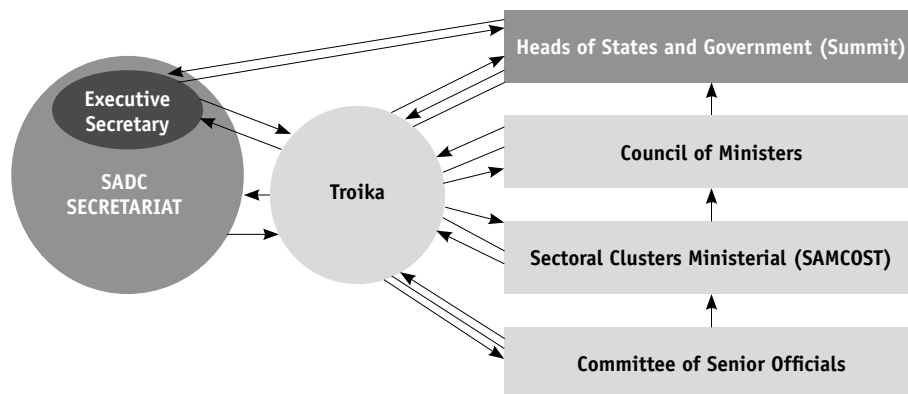 Heads of States and Government (Summit)
Executive
Secretary
Council of Ministers
SADC
SECRETARIAT
Troika
Sectoral Clusters Ministerial (SAMCOST)
Committee of Senior Officials